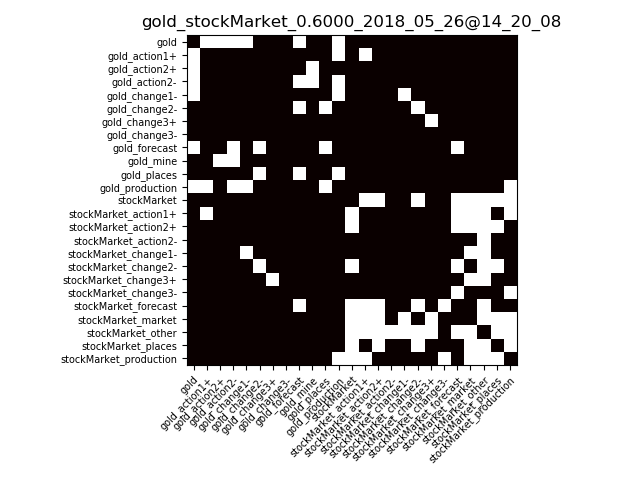 gold_stockMarket_0.6000_2018_05_26@14_20_08
gold
gold_action1+
gold_action2+
gold_action2-
gold_change1-
gold_change2-
gold_change3+
gold_change3-
gold_forecast
gold_mine
gold_places
gold_production
stockMarket
stockMarket_action1+
stockMarket_action2+
stockMarket_action2-
stockMarket_change1-
stockMarket_change2-
stockMarket_change3+
stockMarket_change3-
stockMarket_forecast
stockMarket_market
stockMarket_other
stockMarket_places
stockMarket_production
gold
gold_action1+
gold_action2+
gold_action2-
gold_change1-
gold_change2-
gold_change3+
gold_change3-
gold_forecast
gold_mine
gold_places
gold_production
stockMarket
stockMarket_action1+
stockMarket_action2+
stockMarket_action2-
stockMarket_change1-
stockMarket_change2-
stockMarket_change3+
stockMarket_change3-
stockMarket_forecast
stockMarket_market
stockMarket_other
stockMarket_places
stockMarket_production